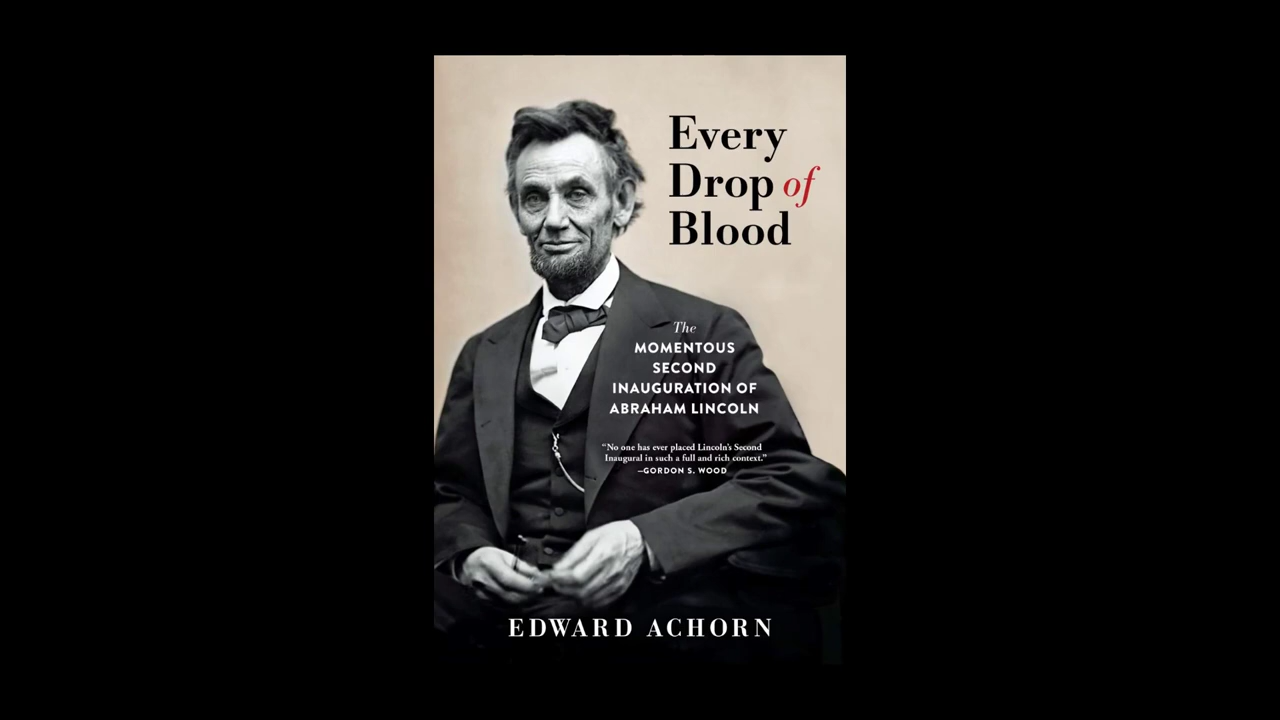 Every
Drop of
Blood
The
MOMENTOUS
SECOND
INAUGURATION OF
ABRAHAM LINCOLN
“No one has ever placed Lincoln’s Second
Inaugural in such a full and rich context.”
—GORDON S. WOOD
EDWARD ACHORN